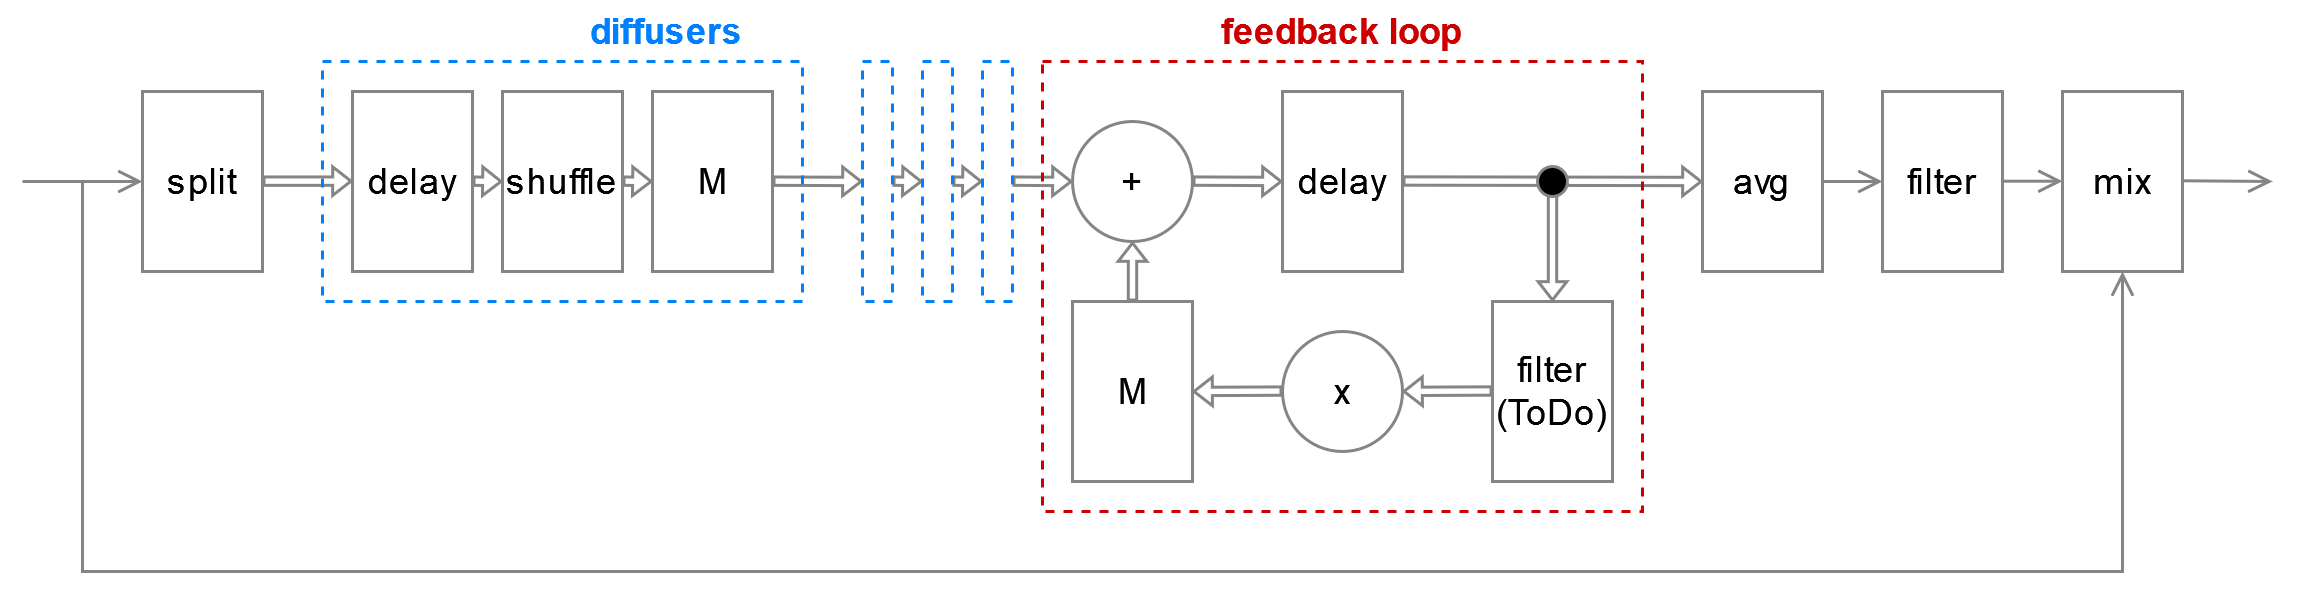 diffusers
feedback loop
split
delay
shuffle
M
+
delay
avg
filter
mix
M
x
filter
(ToDo)